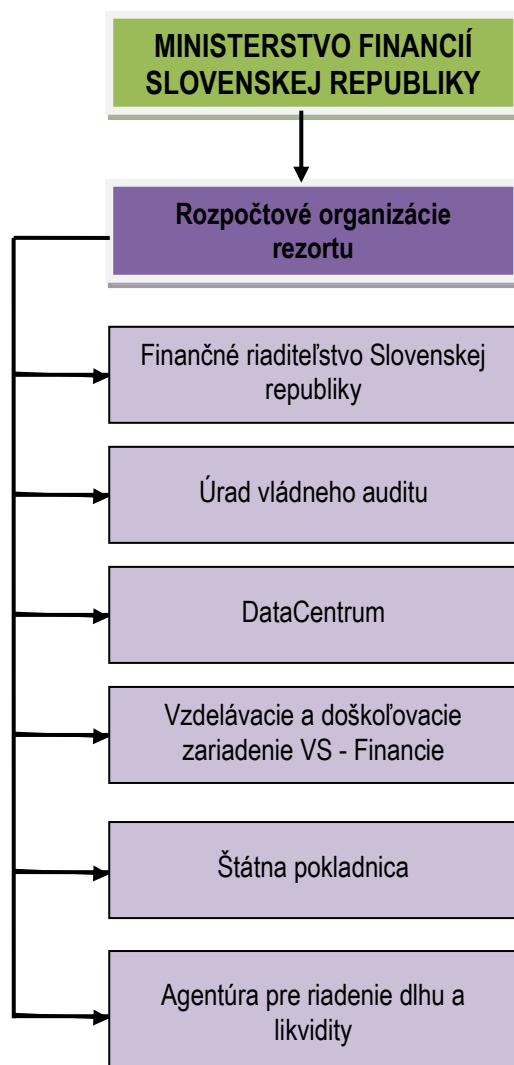 MINISTERSTVO FINANCIÍ
SLOVENSKEJ REPUBLIKY
Rozpočtové organizácie
rezortu
Finančné riaditeľstvo Slovenskej
republiky
Úrad vládneho auditu
DataCentrum
Vzdelávacie a doškoľovacie
zariadenie VS - Financie
Štátna pokladnica
Agentúra pre riadenie dlhu a
likvidity